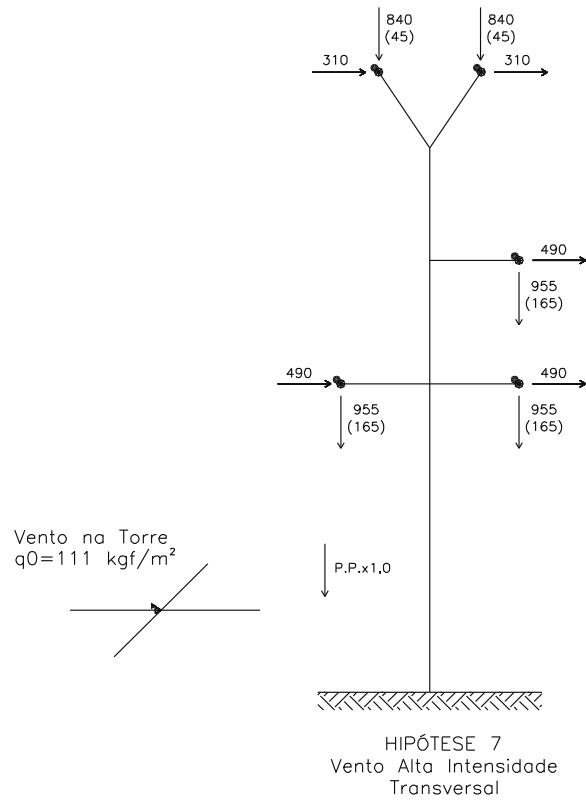 840
(45)
840
(45)
310
310
490
955
(165)
490
490
955
(165)
955
(165)
Vento na Torre
q0=111 kgf/m²
P.P.x1,0
HIPÓTESE 7
Vento Alta Intensidade
Transversal